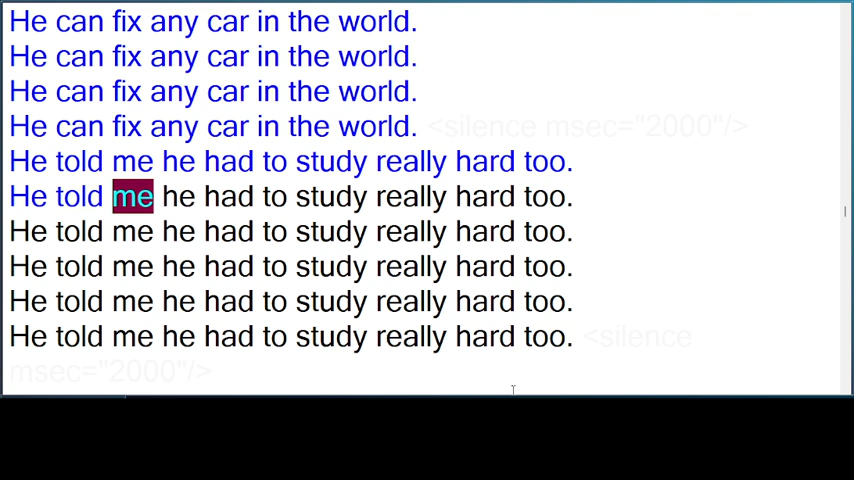 He can fix any car in the world.
He can fix any car in the world.
He can fix any car in the world.
He can fix any car in the world. <silence msec="2000"/>
He told me he had to study really hard too.
He told me he had to study really hard too.
He told me he had to study really hard too.
He told me he had to study really hard too.
He told me he had to study really hard too.
He told me he had to study really hard too. <silence
msec="2000"/>